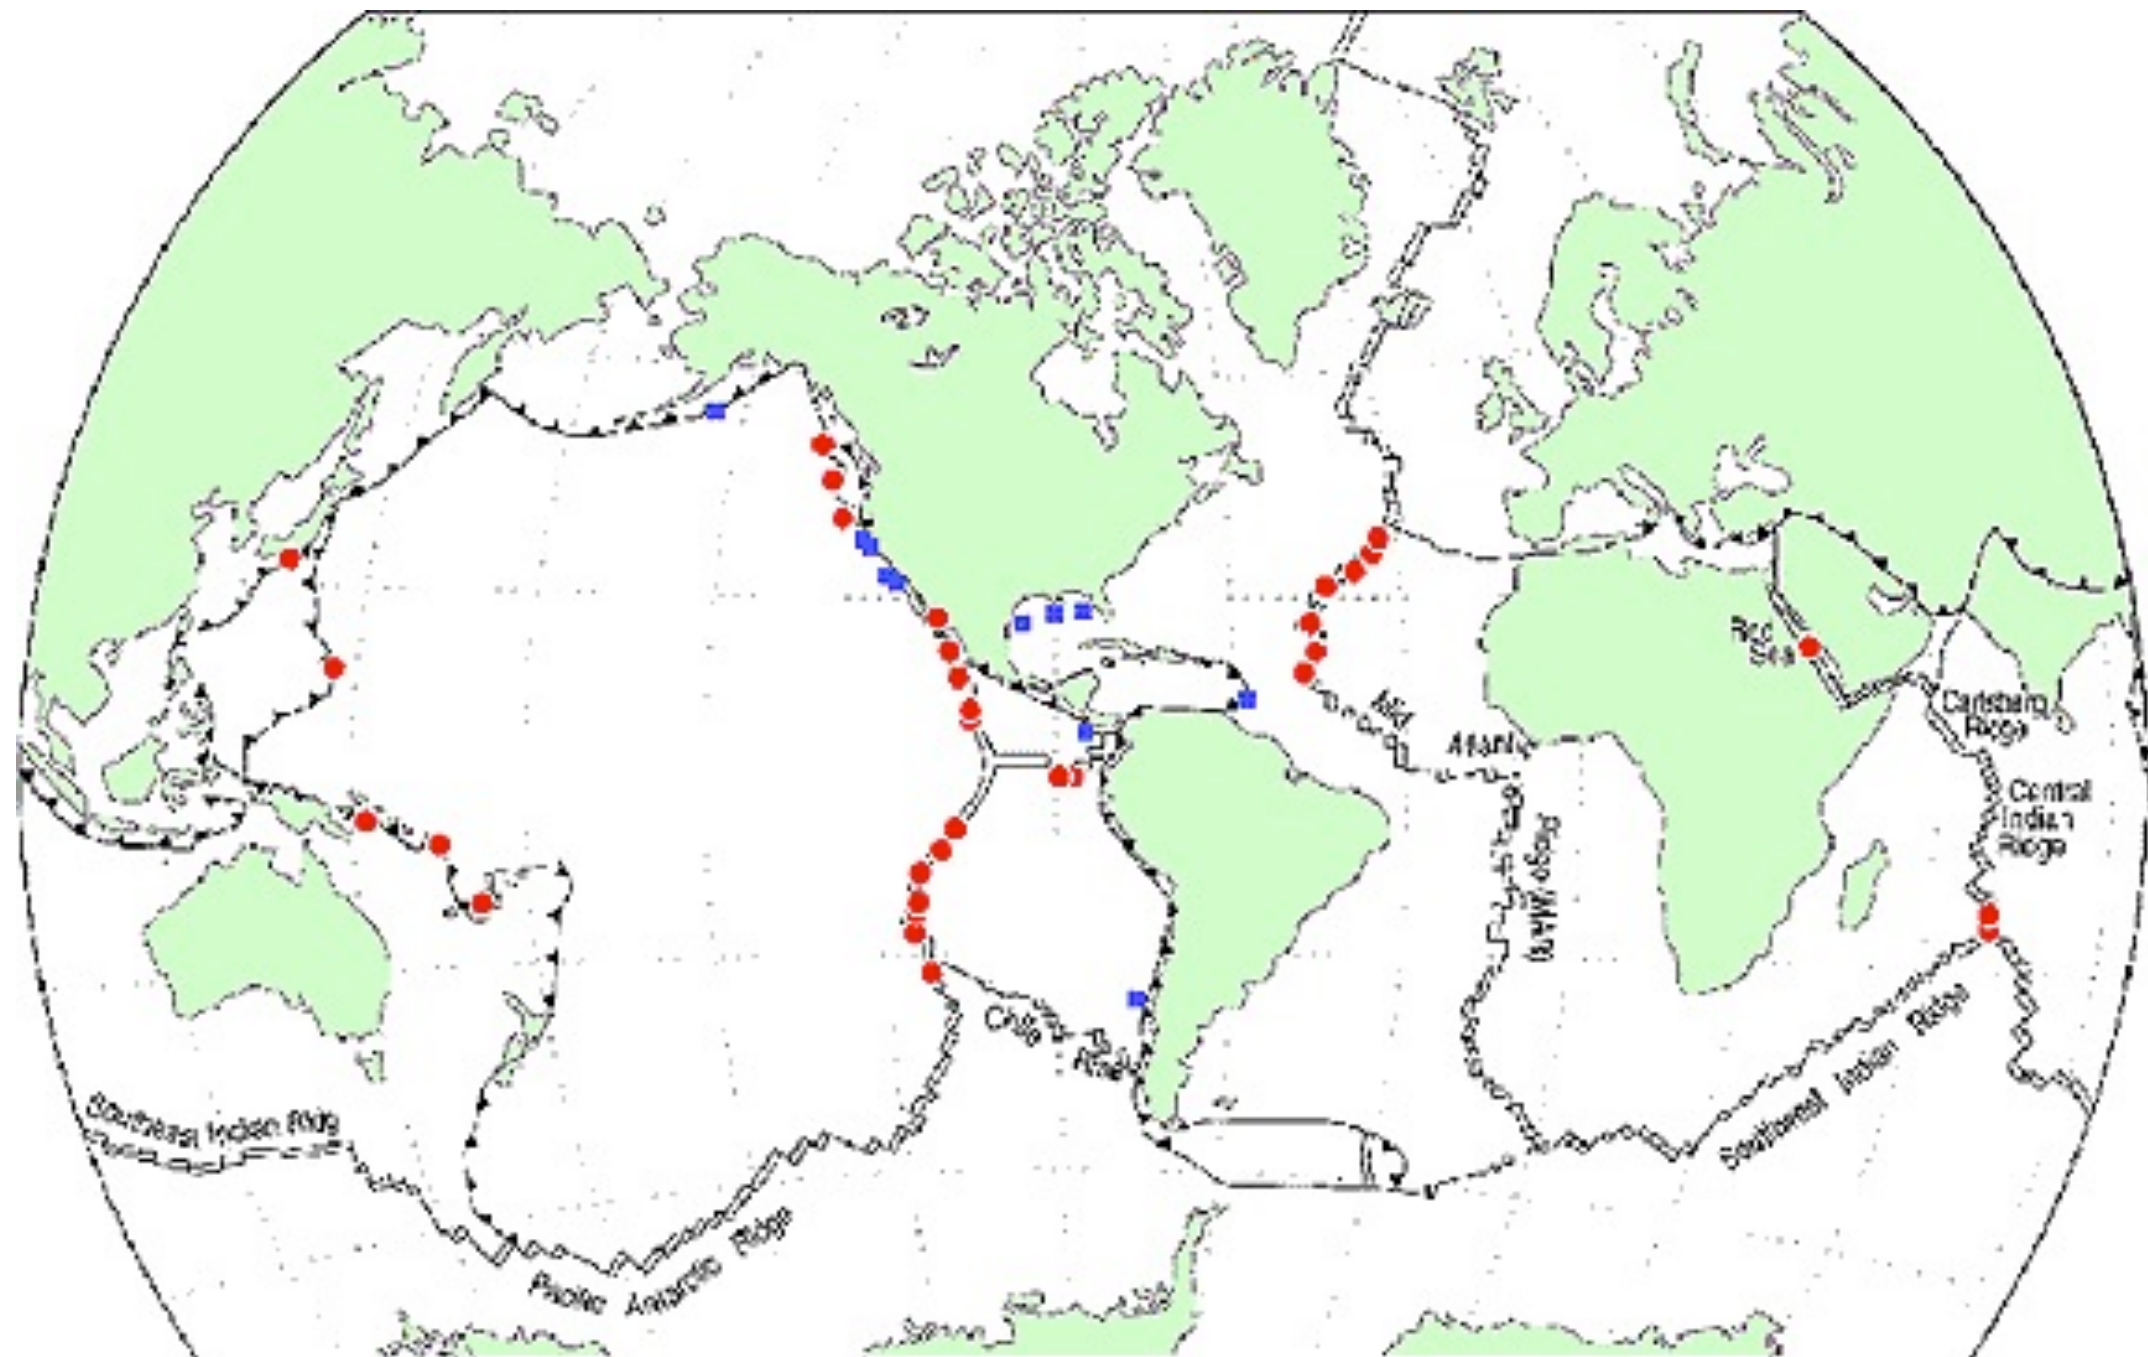 Red
Sea
Carlsberg
Ridge
Mid
Atlantic
Ridge (MAR)
Central
Indian
Ridge
Chile
Rise
Southeast Indian Ridge
Southwest Indian Ridge
Pacific Antarctic Ridge